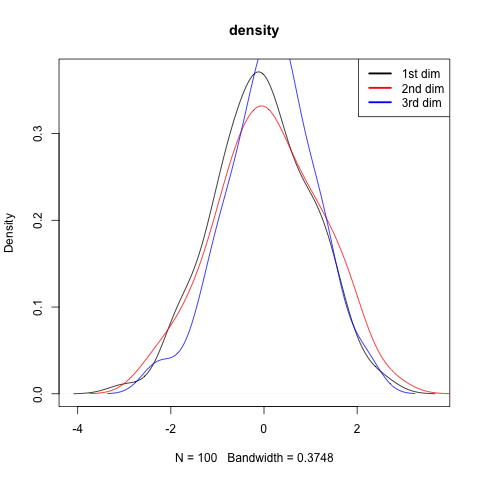 density
1st dim
2nd dim
3rd dim
Density
0.3
0.2
0.1
0.0
-4 -2 0 2
N = 100 Bandwidth = 0.3748